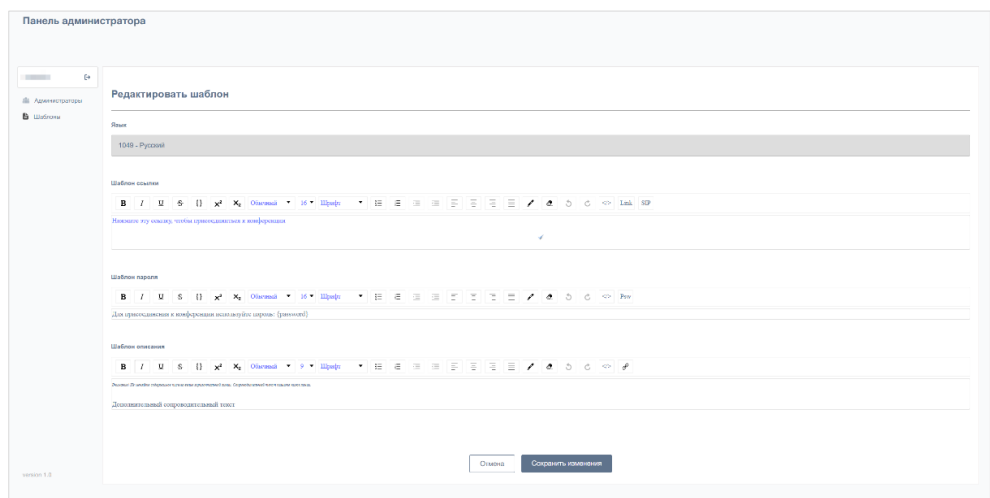 Панель администратора
Администраторы
Шаблоны
Редактировать шаблон
Язык
1049 - Русский
Шаблон ссылки
B I U S {} x² X₂ Обычный 16 Шрифт <> Link SIP
Нажмите эту ссылку, чтобы присоединиться к конференции
Шаблон пароля
B I U S {} x² X₂ Обычный 16 Шрифт <> Psw
Для присоединения к конференции используйте пароль: {password}
Шаблон описания
B I U S {} x² X₂ Обычный 9 Шрифт <>
Дополнительный сопроводительный текст
Отмена
Сохранить изменения
version 1.5